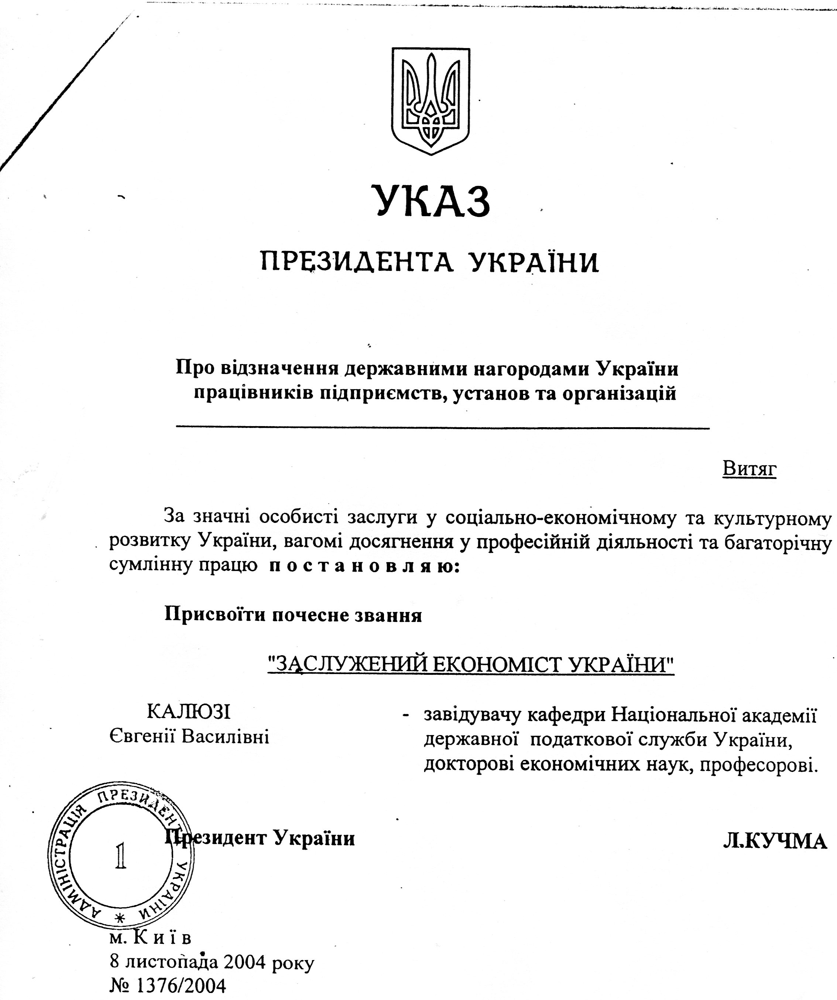 УКАЗ
ПРЕЗИДЕНТА УКРАЇНИ
Про відзначення державними нагородами України
працівників підприємств, установ та організацій
Витяг
За значні особисті заслуги у соціально-економічному та культурному
розвитку України, вагомі досягнення у професійній діяльності та багаторічну
сумлінну працю п о с т а н о в л я ю:
Присвоїти почесне звання
"ЗАСЛУЖЕНИЙ ЕКОНОМІСТ УКРАЇНИ"
КАЛЮЗІ
Євгенії Василівні
- завідувачу кафедри Національної академії
державної податкової служби України,
докторові економічних наук, професорові.
АДМІНІСТРАЦІЯ ПРЕЗИДЕНТА УКРАЇНИ *
1
Президент України Л.КУЧМА
м. К и ї в
8 листопада 2004 року
№ 1376/2004